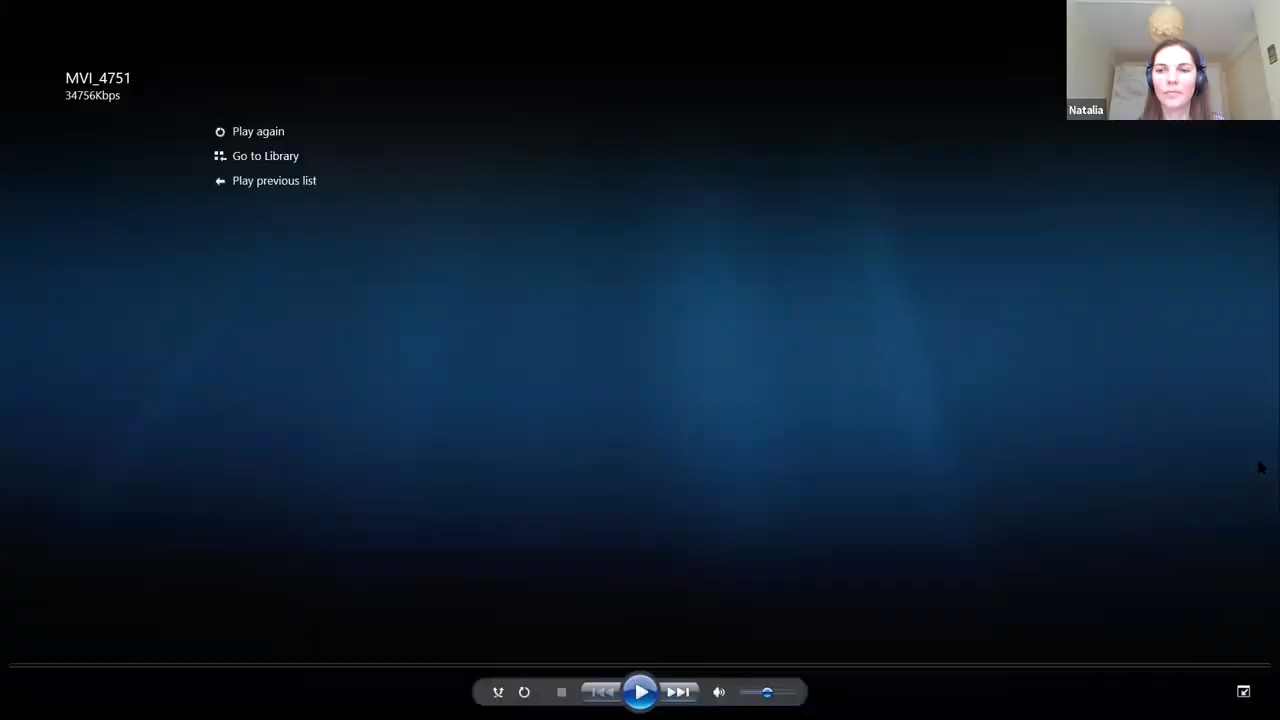 MVI_4751
34756Kbps
Play again
Go to Library
Play previous list
Natalia